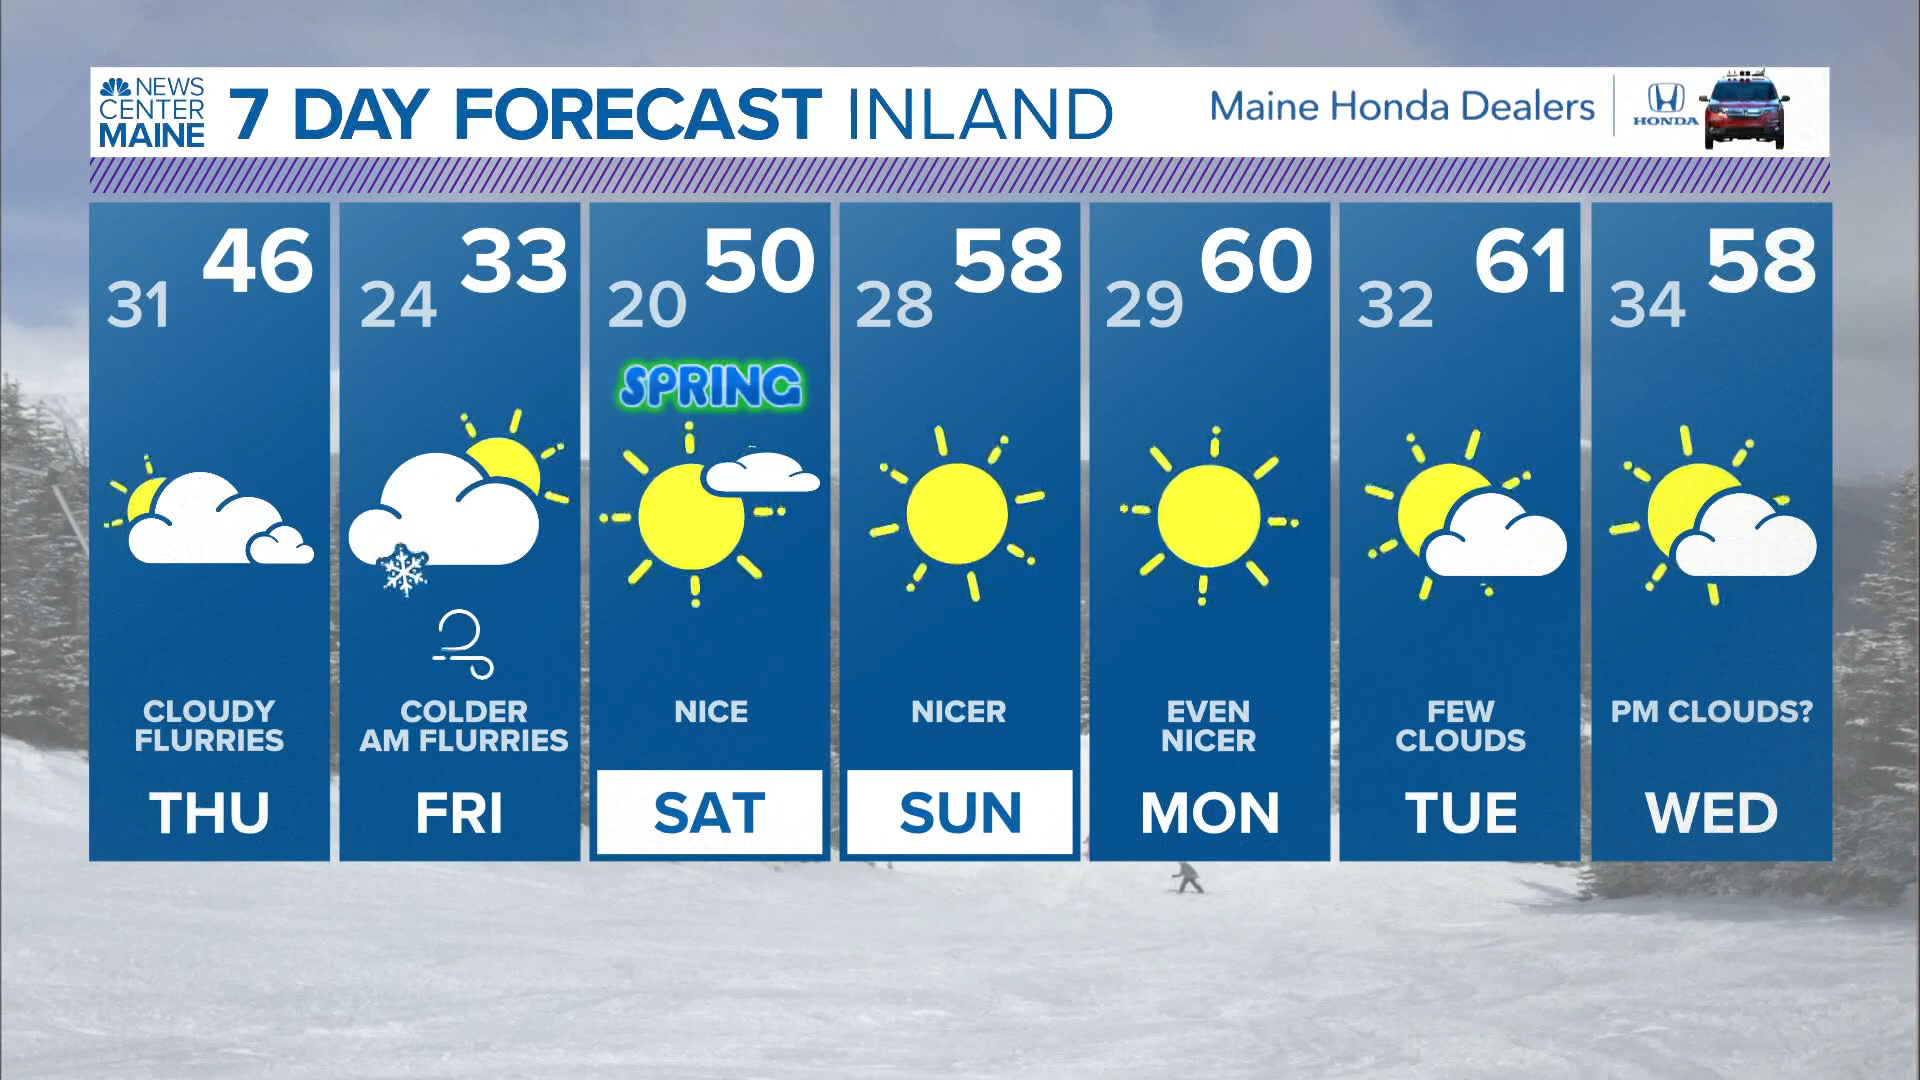 NEWS
CENTER
MAINE
7 DAY FORECAST INLAND
Maine Honda Dealers
HONDA
31 46
24 33
20 50
28 58
29 60
32 61
34 58
SPRING
CLOUDY
FLURRIES
THU
COLDER
AM FLURRIES
FRI
NICE
SAT
NICER
SUN
EVEN
NICER
MON
FEW
CLOUDS
TUE
PM CLOUDS?
WED